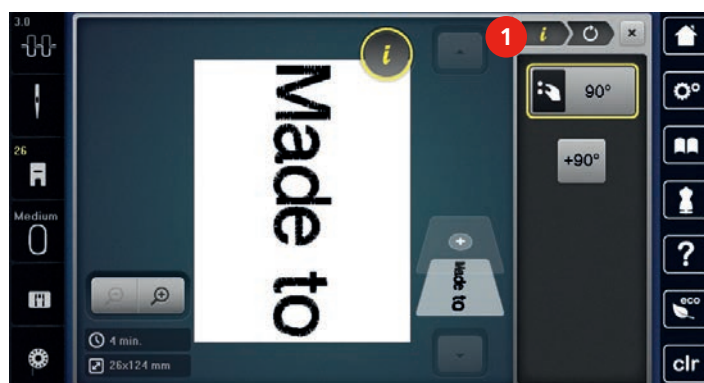 3.0
26
Medium
Made to
4 min.
26x124 mm
Made to
1
i
i
90°
+90°
?
eco
clr